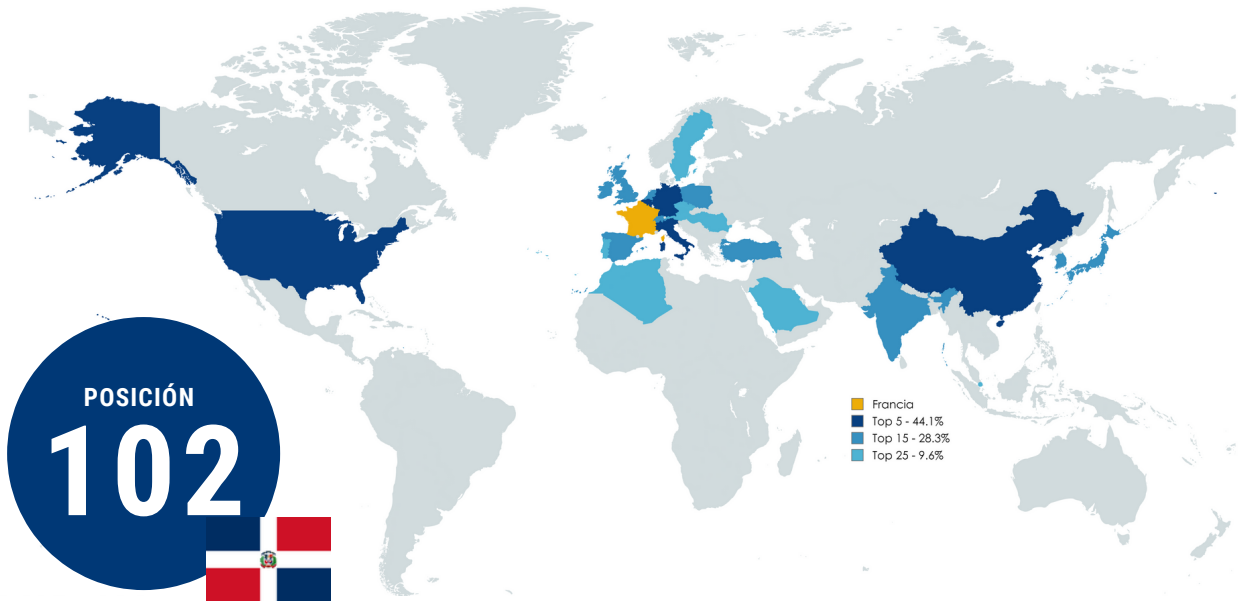 POSICIÓN
102
Francia
Top 5 - 44.1%
Top 15 - 28.3%
Top 25 - 9.6%